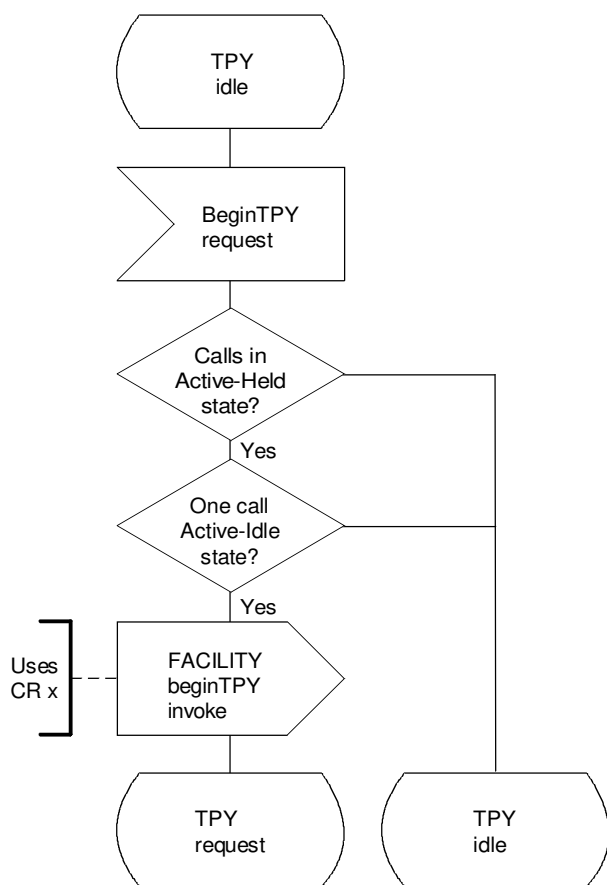 TPY
idle
BeginTPY
request
Calls in
Active-Held
state?
Yes
One call
Active-Idle
state?
Yes
Uses
CR x
FACILITY
beginTPY
invoke
TPY
request
TPY
idle